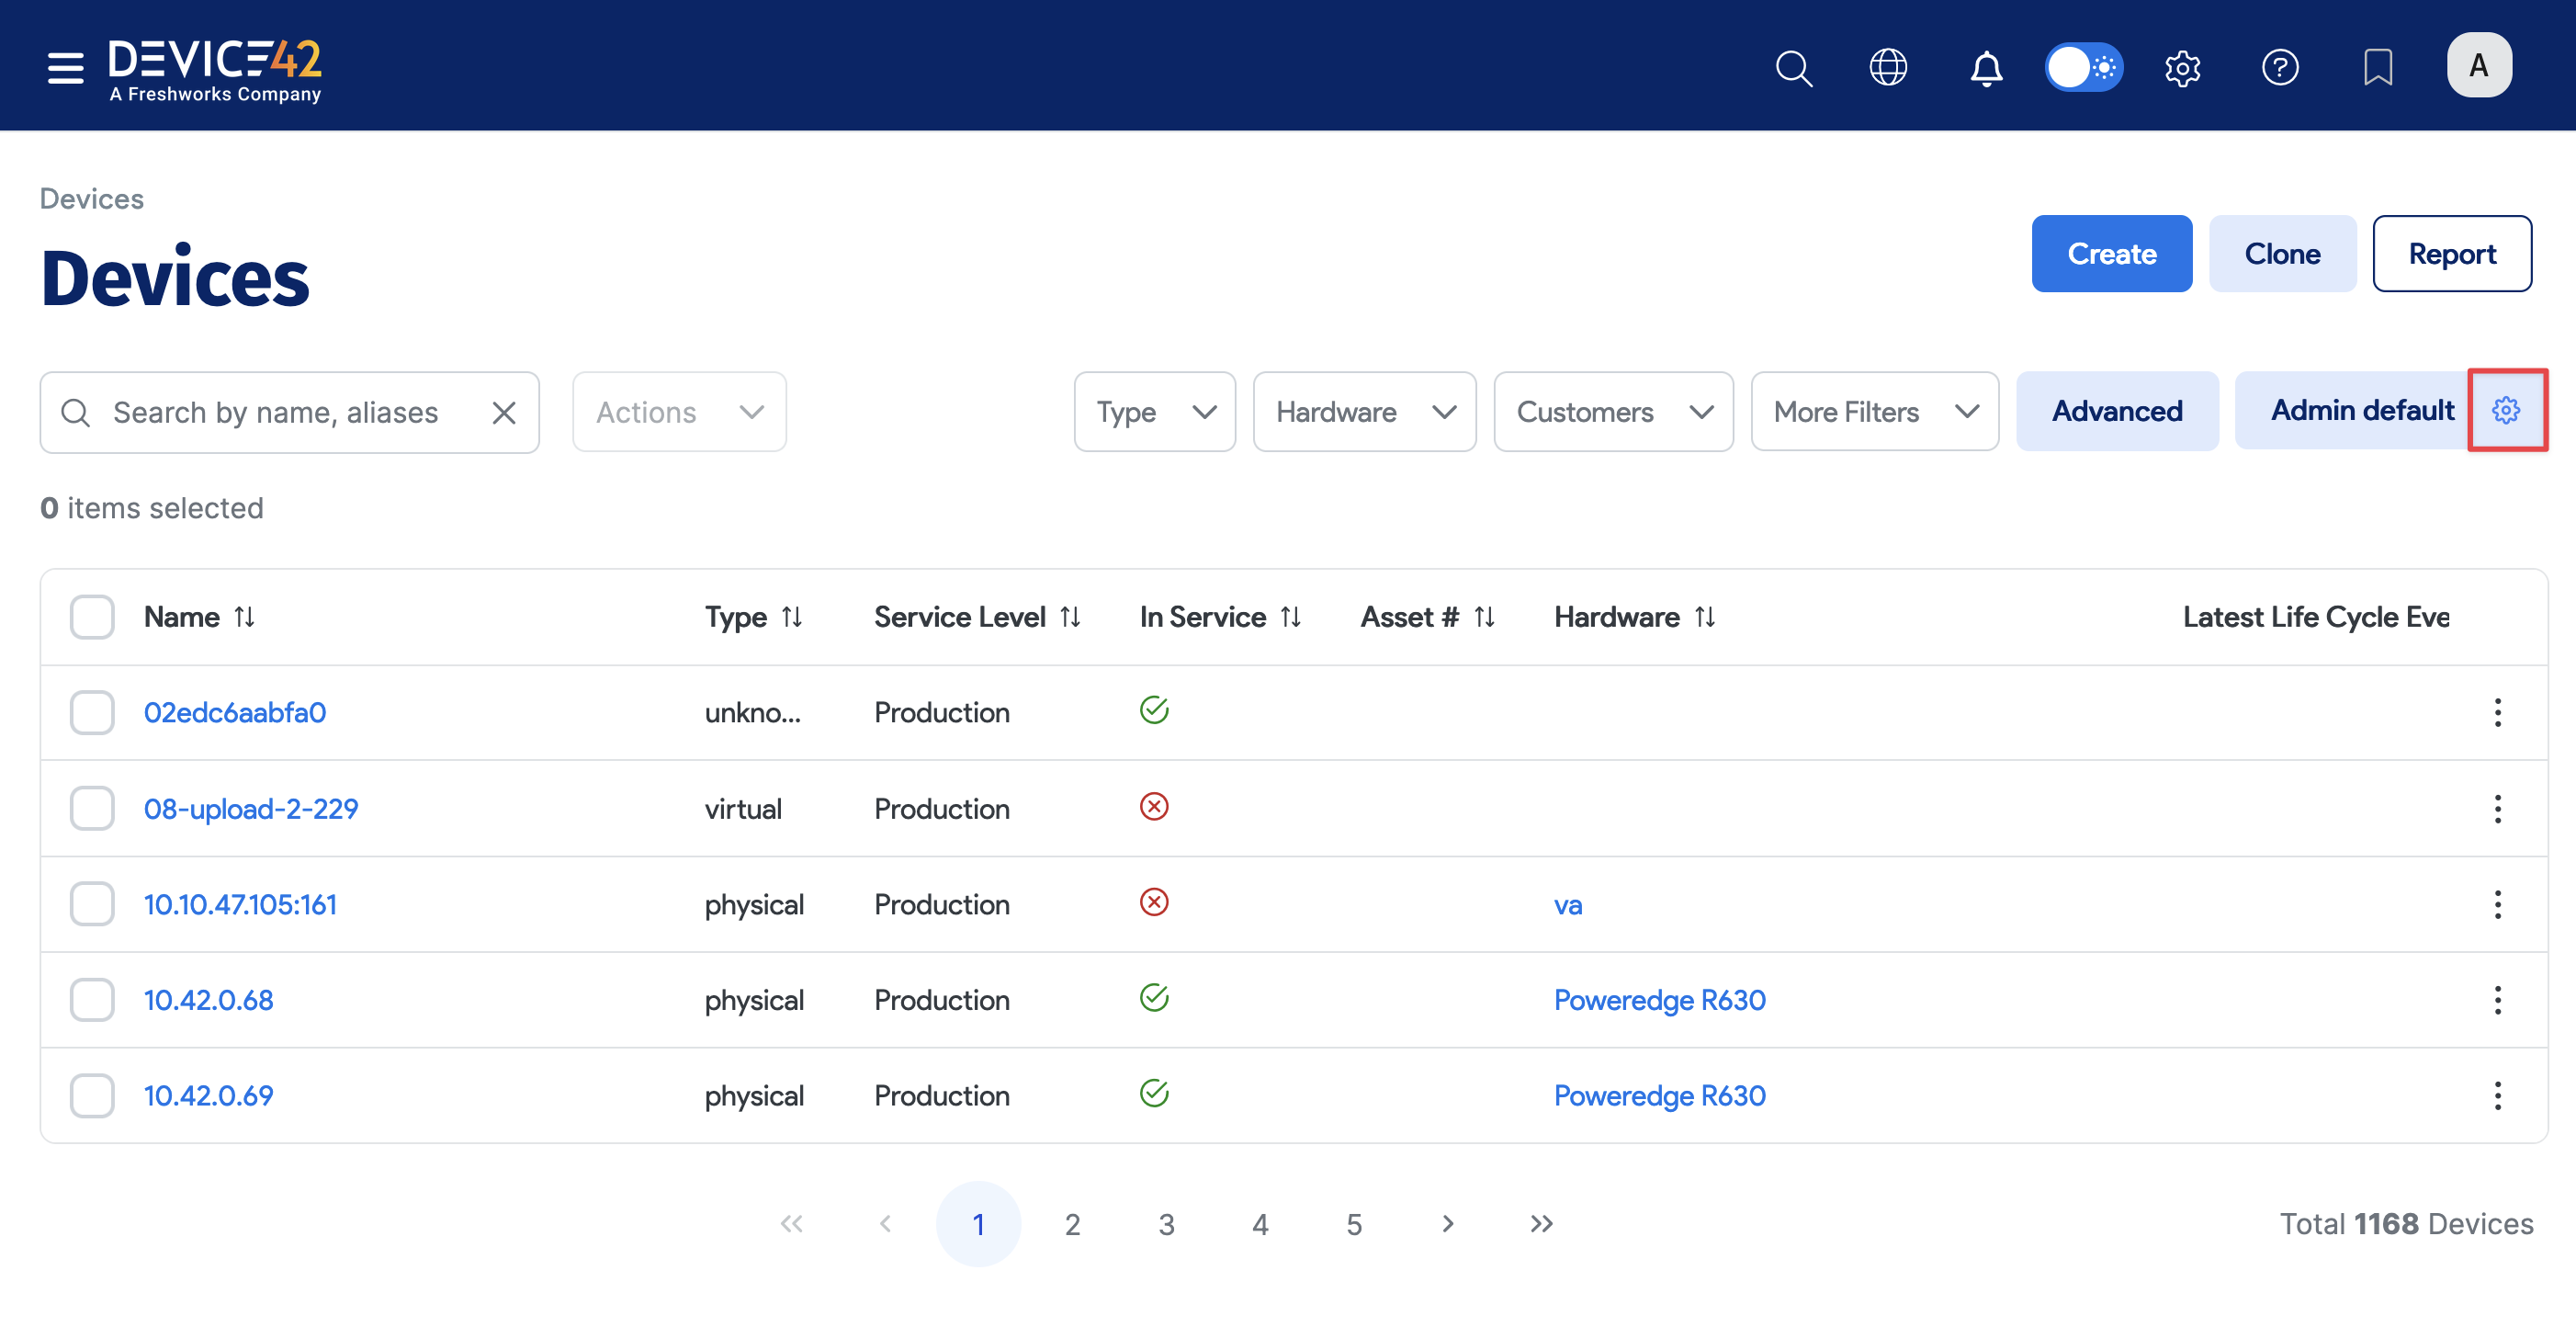 DEVICE42
A Freshworks Company
A
Devices
Devices
Create
Clone
Report
Search by name, aliases
Actions
Type
Hardware
Customers
More Filters
Advanced
Admin default
0 items selected
Name Type Service Level In Service Asset # Hardware Latest Life Cycle Eve
02edc6aabfa0 unkno... Production
08-upload-2-229 virtual Production
10.10.47.105:161 physical Production va
10.42.0.68 physical Production Poweredge R630
10.42.0.69 physical Production Poweredge R630
1 2 3 4 5
Total 1168 Devices